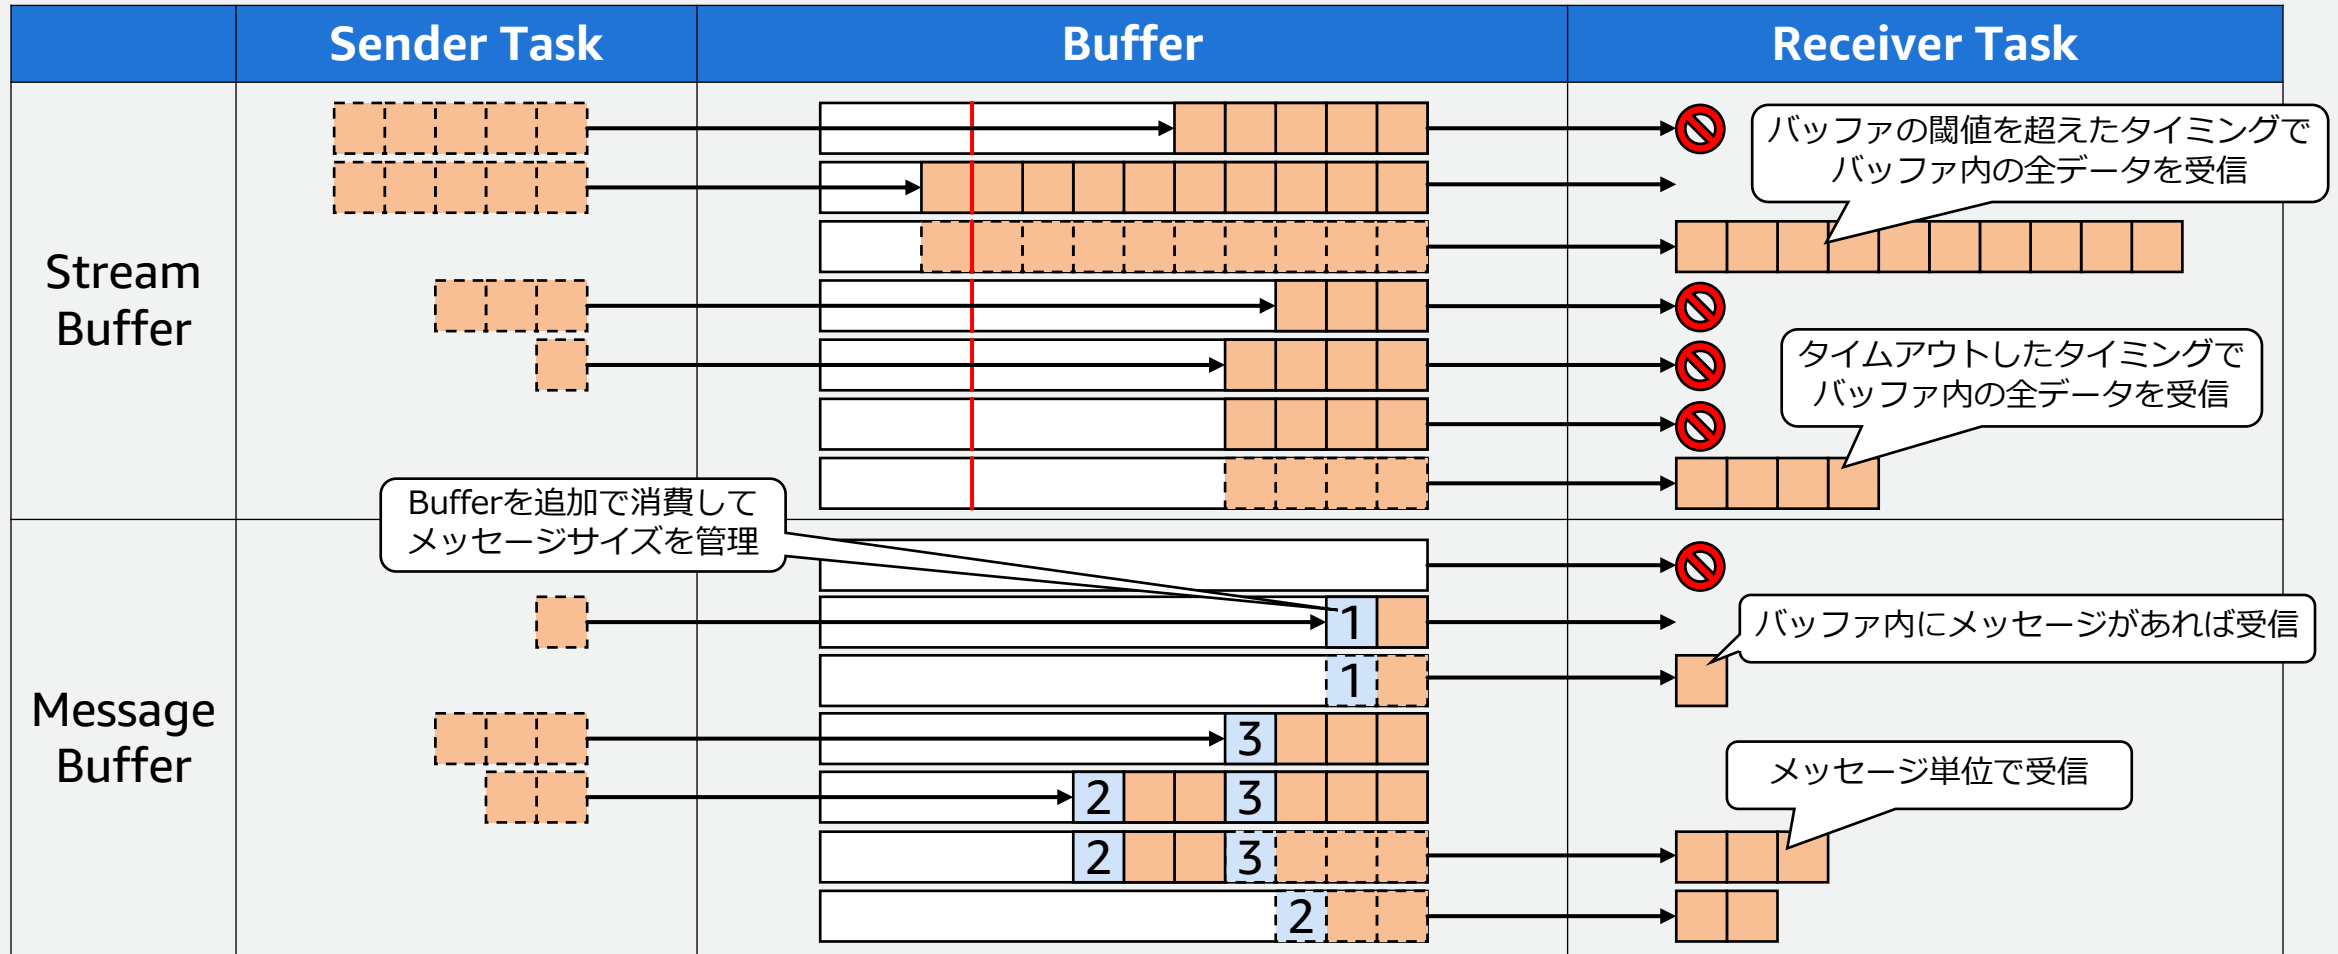 Sender Task
Buffer
Receiver Task
Stream
Buffer
バッファの閾値を超えたタイミングで
バッファ内の全データを受信
タイムアウトしたタイミングで
バッファ内の全データを受信
Bufferを追加で消費して
メッセージサイズを管理
Message
Buffer
1
バッファ内にメッセージがあれば受信
1
3
メッセージ単位で受信
2 3
2 3
2